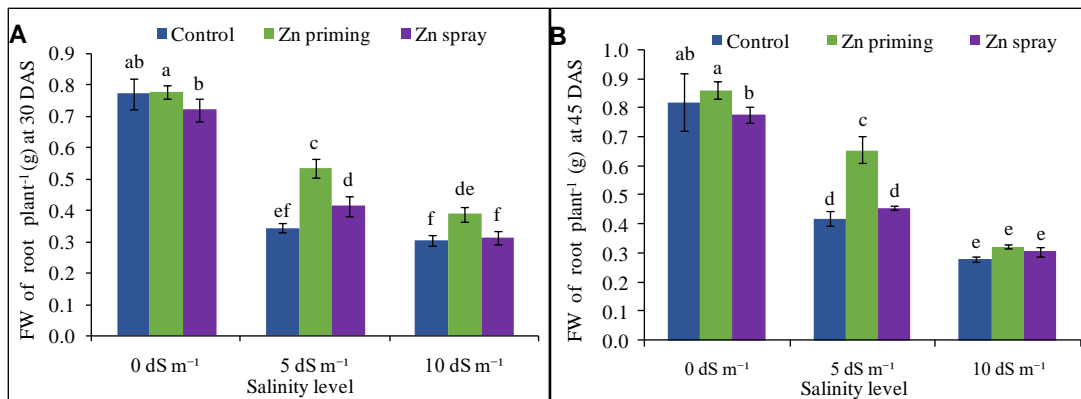 A
Control Zn priming Zn spray
FW of root plant⁻¹ (g) at 30 DAS
0.9
0.8
0.7
0.6
0.5
0.4
0.3
0.2
0.1
0.0
ab a b
ef c d
f de f
0 dS m⁻¹ 5 dS m⁻¹ 10 dS m⁻¹
Salinity level
B
Control Zn priming Zn spray
FW of root plant⁻¹ (g) at 45 DAS
1.0
0.9
0.8
0.7
0.6
0.5
0.4
0.3
0.2
0.1
0.0
ab a b
d c d
e e e
0 dS m⁻¹ 5 dS m⁻¹ 10 dS m⁻¹
Salinity level